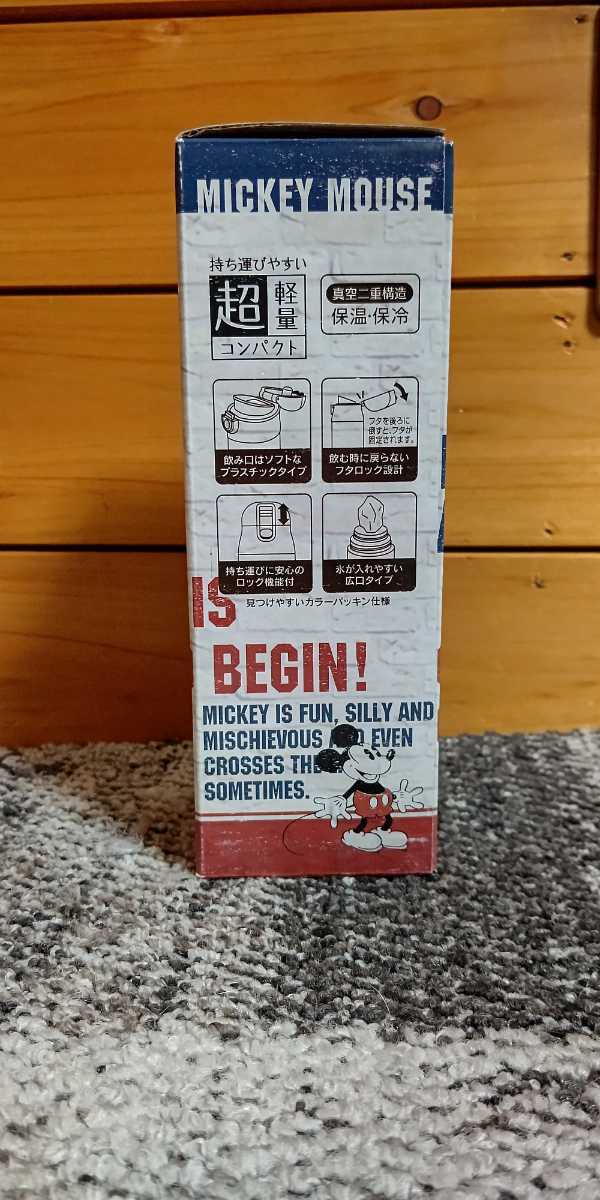 MICKEY MOUSE
持ち運びやすい
超軽量
コンパクト
真空二重構造
保温・保冷
フタを後ろに
倒すと、フタが
固定されます。
飲み口はソフトな
プラスチックタイプ
飲む時に戻らない
フタロック設計
持ち運びに安心の
ロック機能付
氷が入れやすい
広口タイプ
見つけやすいカラーパッキン仕様
IS
BEGIN!
MICKEY IS FUN, SILLY AND
MISCHIEVOUS EVEN
CROSSES THE
SOMETIMES.